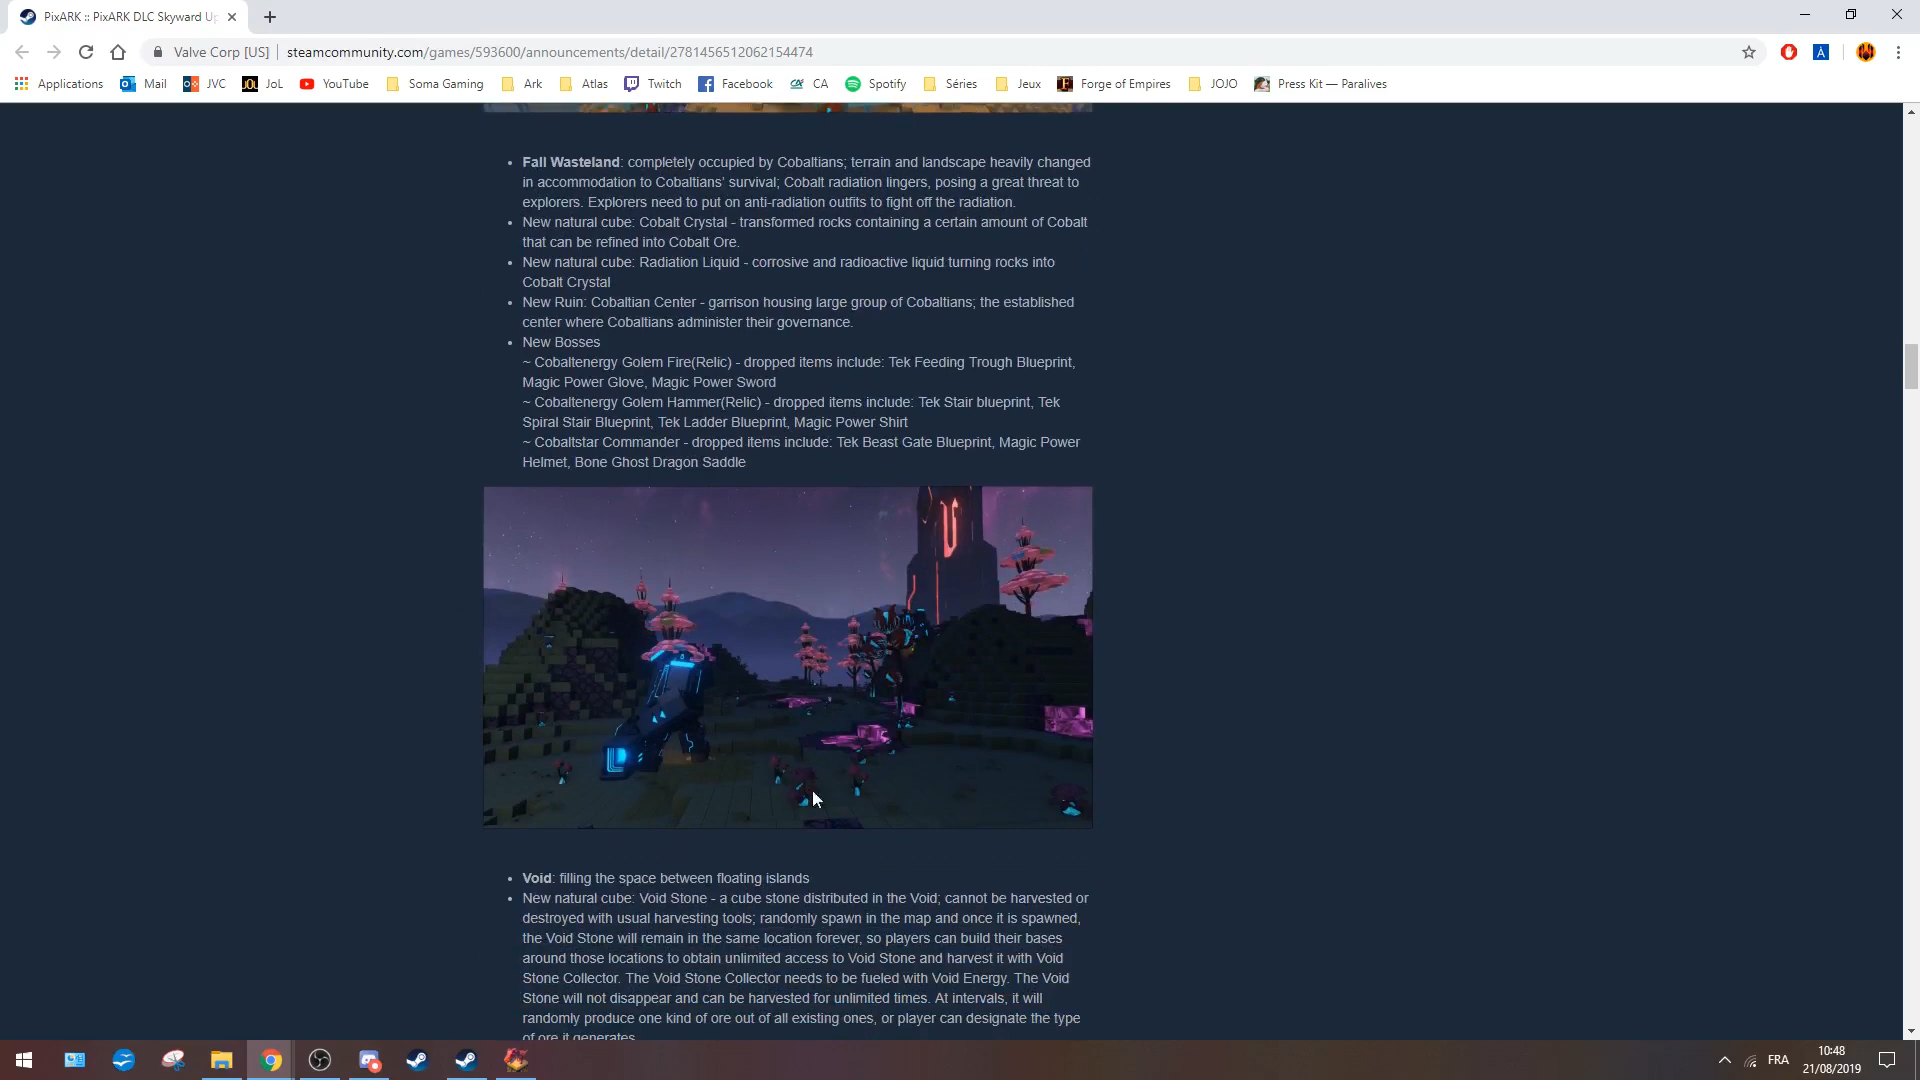 PixARK :: PixARK DLC Skyward Up
Valve Corp [US] | steamcommunity.com/games/593600/announcements/detail/2781456512062154474
Applications Mail JVC JoL YouTube Soma Gaming Ark Atlas Twitch Facebook CA Spotify Séries Jeux Forge of Empires JOJO Press Kit — Paralives
• Fall Wasteland: completely occupied by Cobaltians; terrain and landscape heavily changed
in accommodation to Cobaltians' survival; Cobalt radiation lingers, posing a great threat to
explorers. Explorers need to put on anti-radiation outfits to fight off the radiation.
• New natural cube: Cobalt Crystal - transformed rocks containing a certain amount of Cobalt
that can be refined into Cobalt Ore.
• New natural cube: Radiation Liquid - corrosive and radioactive liquid turning rocks into
Cobalt Crystal
• New Ruin: Cobaltian Center - garrison housing large group of Cobaltians; the established
center where Cobaltians administer their governance.
• New Bosses
~ Cobaltenergy Golem Fire(Relic) - dropped items include: Tek Feeding Trough Blueprint,
Magic Power Glove, Magic Power Sword
~ Cobaltenergy Golem Hammer(Relic) - dropped items include: Tek Stair blueprint, Tek
Spiral Stair Blueprint, Tek Ladder Blueprint, Magic Power Shirt
~ Cobaltstar Commander - dropped items include: Tek Beast Gate Blueprint, Magic Power
Helmet, Bone Ghost Dragon Saddle
• Void: filling the space between floating islands
• New natural cube: Void Stone - a cube stone distributed in the Void; cannot be harvested or
destroyed with usual harvesting tools; randomly spawn in the map and once it is spawned,
the Void Stone will remain in the same location forever, so players can build their bases
around those locations to obtain unlimited access to Void Stone and harvest it with Void
Stone Collector. The Void Stone Collector needs to be fueled with Void Energy. The Void
Stone will not disappear and can be harvested for unlimited times. At intervals, it will
randomly produce one kind of ore out of all existing ones, or player can designate the type
of ore it generates
FRA
10:48
21/08/2019